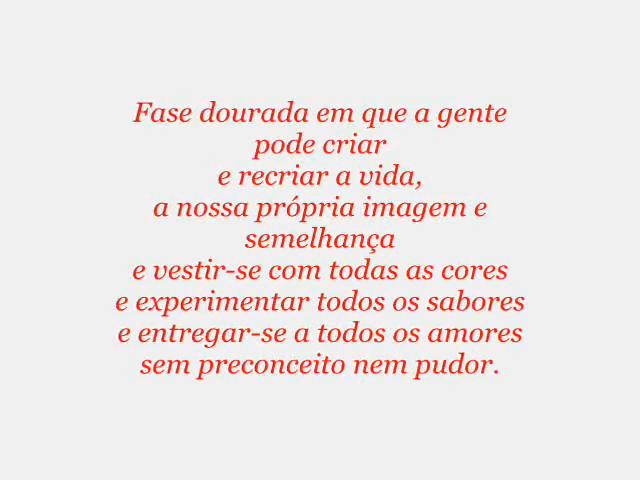 Fase dourada em que a gente
pode criar
e recriar a vida,
a nossa própria imagem e
semelhança
e vestir-se com todas as cores
e experimentar todos os sabores
e entregar-se a todos os amores
sem preconceito nem pudor.